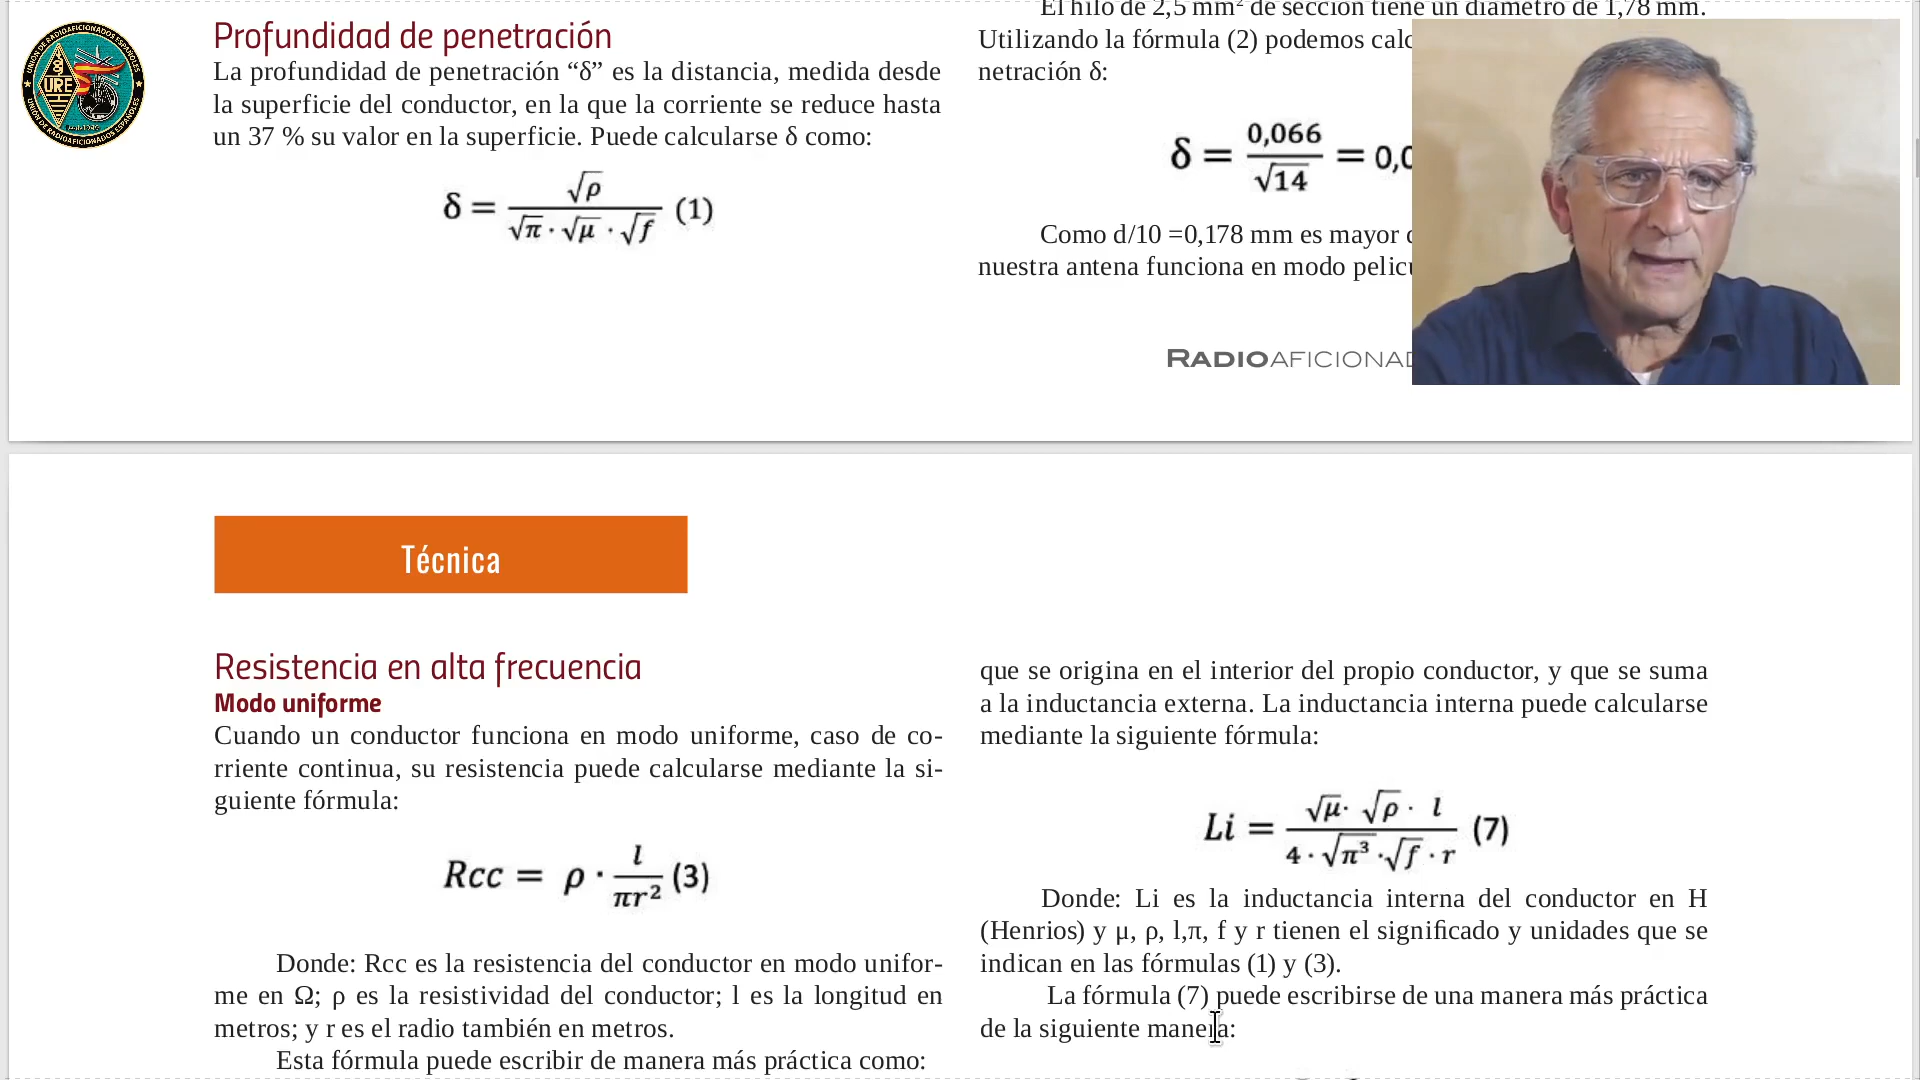 UNIÓN DE RADIOAFICIONADOS ESPAÑOLES
URE
Profundidad de penetración
La profundidad de penetración “δ” es la distancia, medida desde
la superficie del conductor, en la que la corriente se reduce hasta
un 37 % su valor en la superficie. Puede calcularse δ como:
δ = √ρ / (√π · √μ · √f) (1)
El hilo de 2,5 mm² de sección tiene un diámetro de 1,78 mm.
Utilizando la fórmula (2) podemos calc
netración δ:
δ = 0,066 / √14 = 0,0
Como d/10 =0,178 mm es mayor
nuestra antena funciona en modo pelic
RADIOAFICIONAD
Técnica
Resistencia en alta frecuencia
Modo uniforme
Cuando un conductor funciona en modo uniforme, caso de co-
rriente continua, su resistencia puede calcularse mediante la si-
guiente fórmula:
Rcc = ρ · l / πr² (3)
Donde: Rcc es la resistencia del conductor en modo unifor-
me en Ω; ρ es la resistividad del conductor; l es la longitud en
metros; y r es el radio también en metros.
Esta fórmula puede escribir de manera más práctica como:
que se origina en el interior del propio conductor, y que se suma
a la inductancia externa. La inductancia interna puede calcularse
mediante la siguiente fórmula:
Li = √μ· √ρ · l / (4 · √π³ ·√f · r) (7)
Donde: Li es la inductancia interna del conductor en H
(Henrios) y μ, ρ, l,π, f y r tienen el significado y unidades que se
indican en las fórmulas (1) y (3).
La fórmula (7) puede escribirse de una manera más práctica
de la siguiente manera: